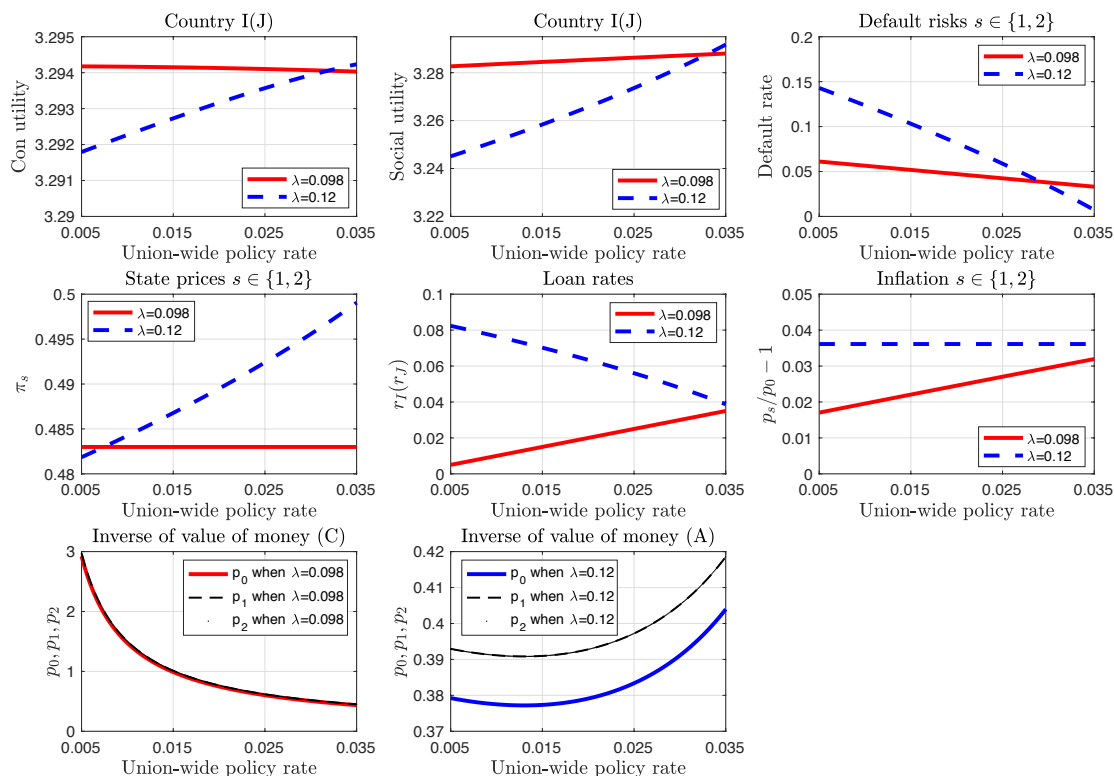 Country I(J)
Con utility
3.295
3.294
3.293
3.292
3.291
3.29
λ=0.098
λ=0.12
0.005
0.015
0.025
0.035
Union-wide policy rate
Country I(J)
Social utility
3.28
3.26
3.24
3.22
λ=0.098
λ=0.12
0.005
0.015
0.025
0.035
Union-wide policy rate
Default risks s ∈ {1, 2}
Default rate
0.2
0.15
0.1
0.05
0
λ=0.098
λ=0.12
0.005
0.015
0.025
0.035
Union-wide policy rate
State prices s ∈ {1, 2}
π_s
0.5
0.495
0.49
0.485
0.48
λ=0.098
λ=0.12
0.005
0.015
0.025
0.035
Union-wide policy rate
Loan rates
r_I(r_J)
0.1
0.08
0.06
0.04
0.02
0
λ=0.098
λ=0.12
0.005
0.015
0.025
0.035
Union-wide policy rate
Inflation s ∈ {1, 2}
p_s/p_0 − 1
0.05
0.04
0.03
0.02
0.01
0
λ=0.098
λ=0.12
0.005
0.015
0.025
0.035
Union-wide policy rate
Inverse of value of money (C)
p_0, p_1, p_2
3
2
1
0
p_0 when λ=0.098
p_1 when λ=0.098
p_2 when λ=0.098
0.005
0.015
0.025
0.035
Union-wide policy rate
Inverse of value of money (A)
p_0, p_1, p_2
0.42
0.41
0.4
0.39
0.38
0.37
p_0 when λ=0.12
p_1 when λ=0.12
p_2 when λ=0.12
0.005
0.015
0.025
0.035
Union-wide policy rate